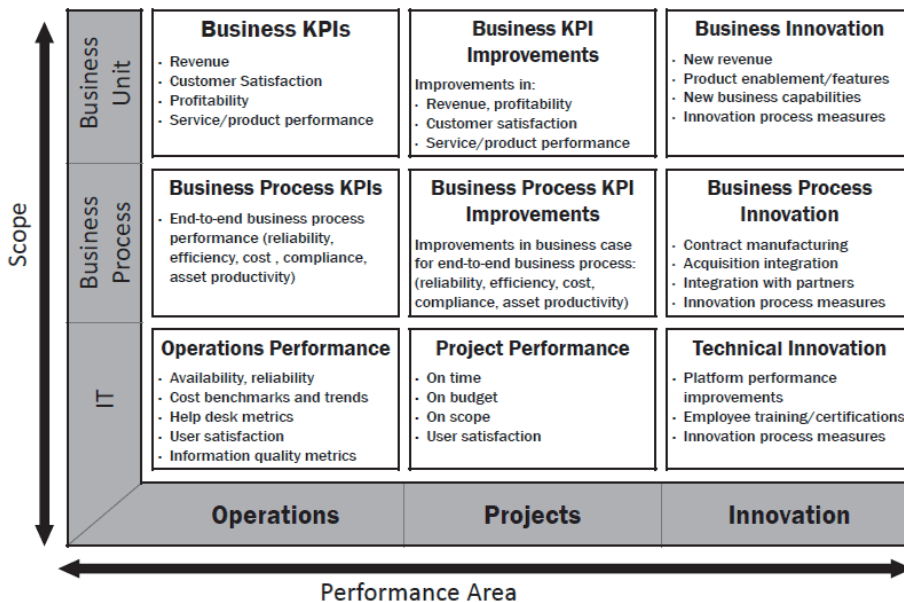 Scope
Business
Unit
Business KPIs
· Revenue
· Customer Satisfaction
· Profitability
· Service/product performance
Business KPI
Improvements
Improvements in:
· Revenue, profitability
· Customer satisfaction
· Service/product performance
Business Innovation
· New revenue
· Product enablement/features
· New business capabilities
· Innovation process measures
Business
Process
Business Process KPIs
· End-to-end business process
performance (reliability,
efficiency, cost , compliance,
asset productivity)
Business Process KPI
Improvements
Improvements in business case
for end-to-end business process:
(reliability, efficiency, cost,
compliance, asset productivity)
Business Process
Innovation
· Contract manufacturing
· Acquisition integration
· Integration with partners
· Innovation process measures
IT
Operations Performance
· Availability, reliability
· Cost benchmarks and trends
· Help desk metrics
· User satisfaction
· Information quality metrics
Project Performance
· On time
· On budget
· On scope
· User satisfaction
Technical Innovation
· Platform performance
improvements
· Employee training/certifications
· Innovation process measures
Operations
Projects
Innovation
Performance Area